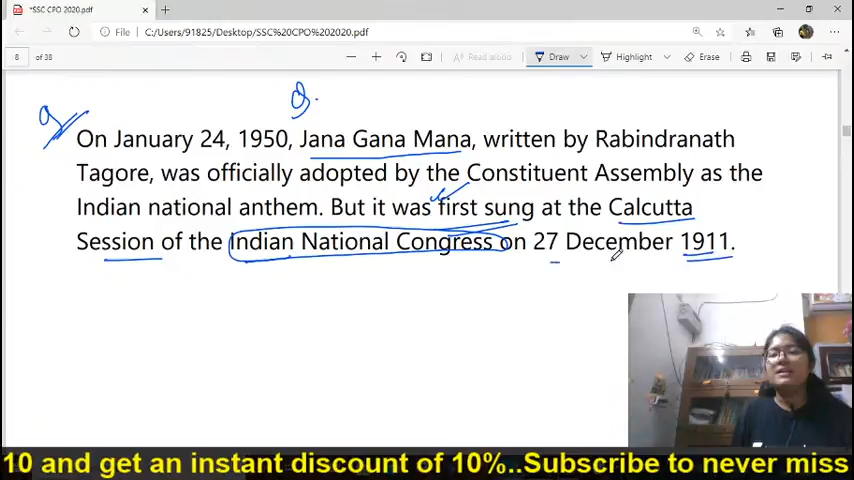 *SSC CPO 2020.pdf
File
C:/Users/91825/Desktop/SSC%20CPO%202020.pdf
8 of 38
Read aloud
Draw
Highlight
Erase
On January 24, 1950, Jana Gana Mana, written by Rabindranath
Tagore, was officially adopted by the Constituent Assembly as the
Indian national anthem. But it was first sung at the Calcutta
Session of the Indian National Congress on 27 December 1911.
10 and get an instant discount of 10%..Subscribe to never miss